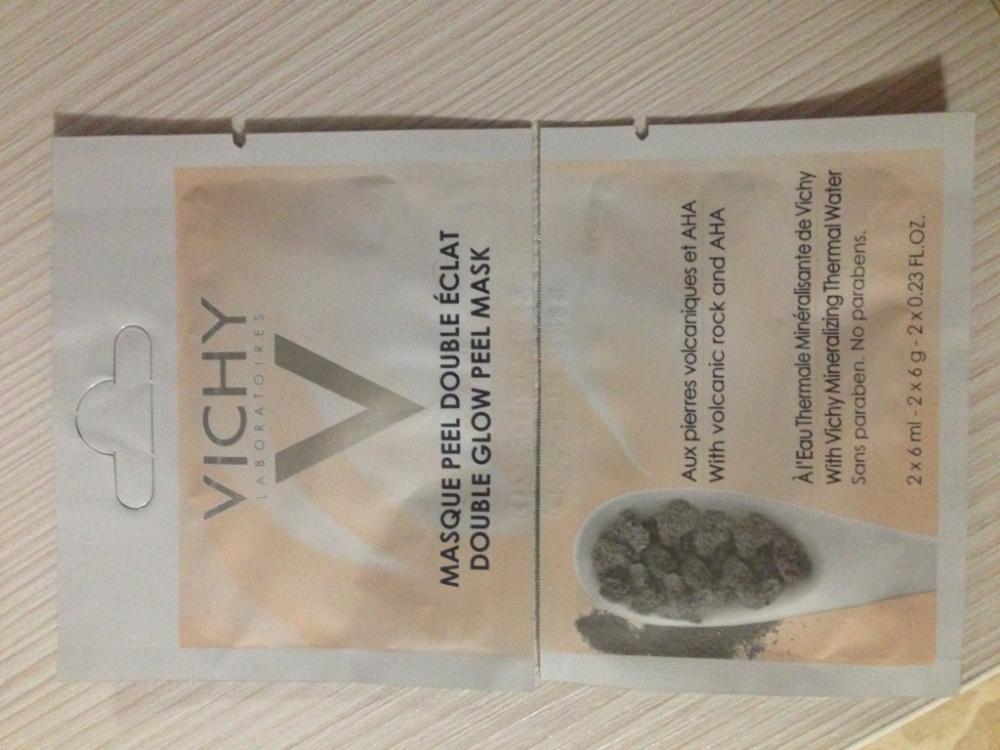 VICHY
LABORATOIRES
MASQUE PEEL DOUBLE ÉCLAT
DOUBLE GLOW PEEL MASK
Aux pierres volcaniques et AHA
With volcanic rock and AHA
À l'Eau Thermale Minéralisante de Vichy
With Vichy Mineralizing Thermal Water
Sans paraben. No parabens.
2 x 6 ml - 2 x 6 g - 2 x 0.23 FL.OZ.